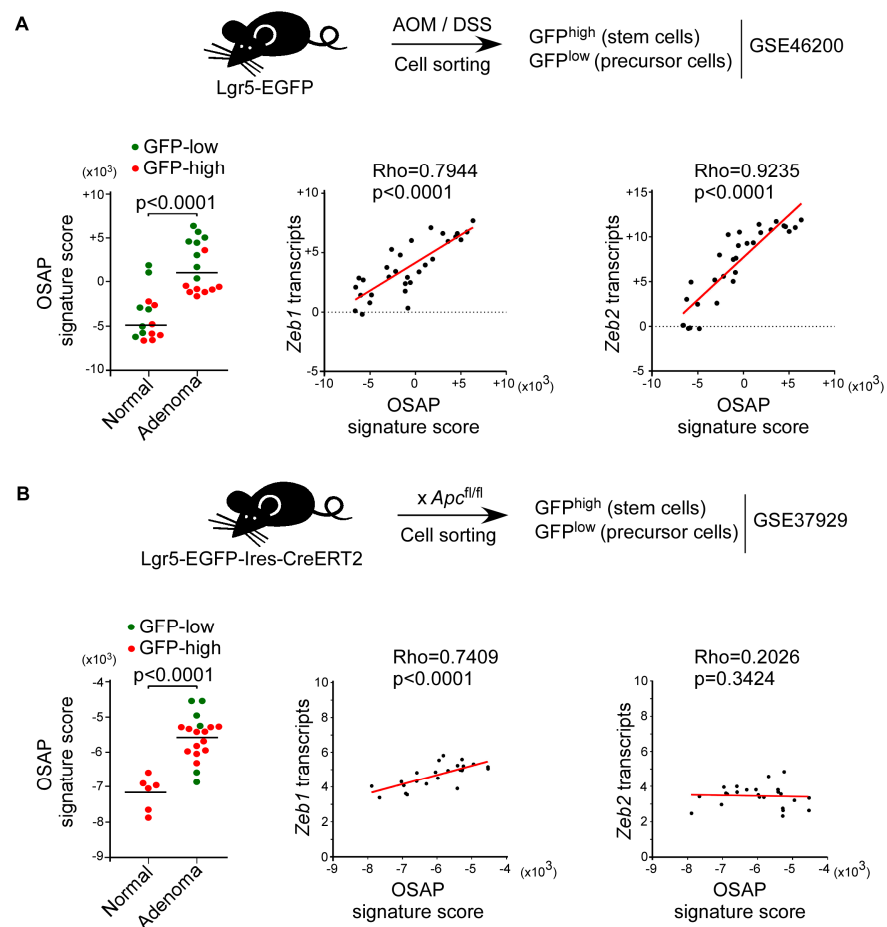 A
AOM / DSS
Cell sorting
Lgr5-EGFP
GFPhigh (stem cells)
GFPlow (precursor cells)
GSE46200
GFP-low
GFP-high
(x10³)
p<0.0001
+10
+5
0
-5
-10
OSAP
signature score
Normal
Adenoma
Rho=0.7944
p<0.0001
+10
+5
0
-5
Zeb1 transcripts
-10 -5 0 +5 +10 (x10³)
OSAP
signature score
Rho=0.9235
p<0.0001
+15
+10
+5
0
-5
Zeb2 transcripts
-10 -5 0 +5 +10 (x10³)
OSAP
signature score
B
x Apcfl/fl
Cell sorting
Lgr5-EGFP-Ires-CreERT2
GFPhigh (stem cells)
GFPlow (precursor cells)
GSE37929
GFP-low
GFP-high
(x10³)
p<0.0001
-4
-5
-6
-7
-8
-9
OSAP
signature score
Normal
Adenoma
Rho=0.7409
p<0.0001
10
8
6
4
2
0
Zeb1 transcripts
-9 -8 -7 -6 -5 -4 (x10³)
OSAP
signature score
Rho=0.2026
p=0.3424
10
8
6
4
2
0
Zeb2 transcripts
-9 -8 -7 -6 -5 -4 (x10³)
OSAP
signature score